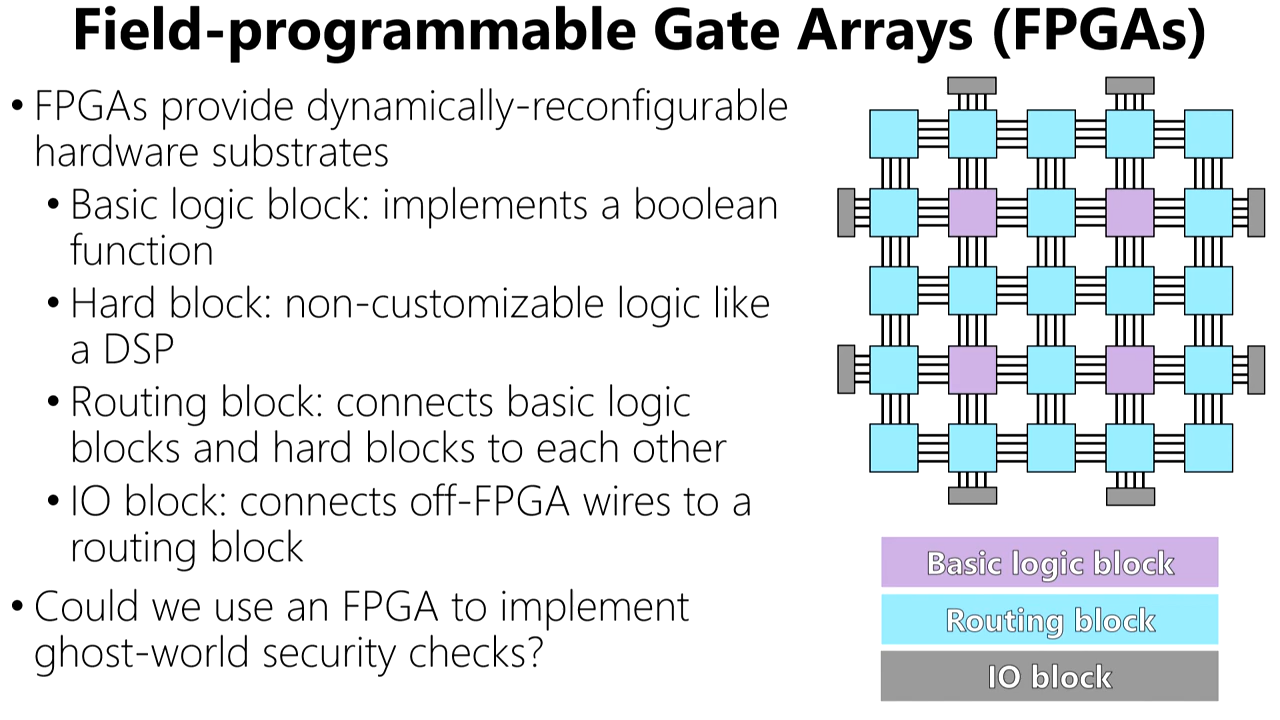 Field-programmable Gate Arrays (FPGAs)
• FPGAs provide dynamically-reconfigurable
hardware substrates
• Basic logic block: implements a boolean
function
• Hard block: non-customizable logic like
a DSP
• Routing block: connects basic logic
blocks and hard blocks to each other
• IO block: connects off-FPGA wires to a
routing block
• Could we use an FPGA to implement
ghost-world security checks?
Basic logic block
Routing block
IO block